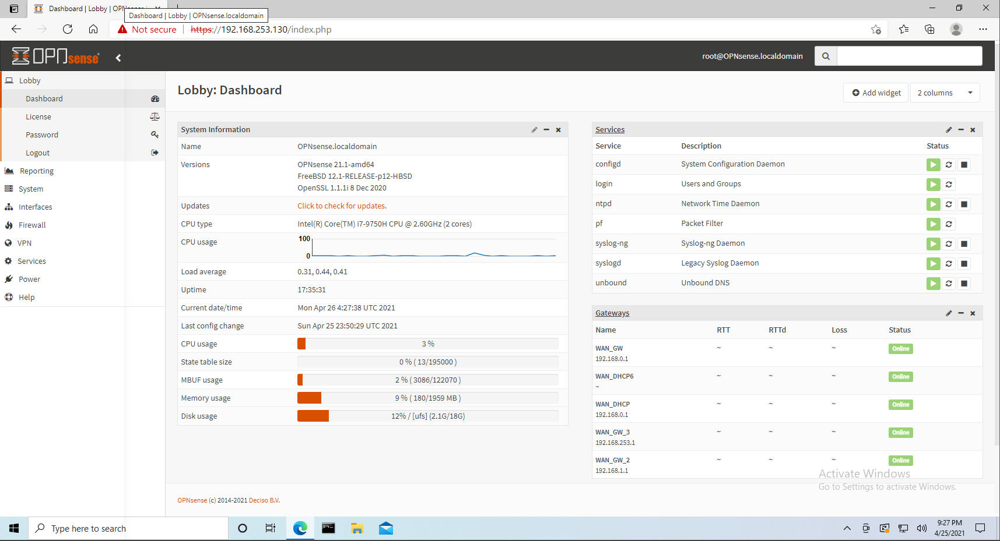 Dashboard | Lobby | OPNsense
Dashboard | Lobby | OPNsense.localdomain
Not secure
https://192.168.253.130/index.php
OPNsense
root@OPNsense.localdomain
Lobby
Dashboard
License
Password
Logout
Reporting
System
Interfaces
Firewall
VPN
Services
Power
Help
Lobby: Dashboard
Add widget
2 columns
System Information
Name OPNsense.localdomain
Versions OPNsense 21.1-amd64
FreeBSD 12.1-RELEASE-p12-HBSD
OpenSSL 1.1.1i 8 Dec 2020
Updates Click to check for updates.
CPU type Intel(R) Core(TM) i7-9750H CPU @ 2.60GHz (2 cores)
CPU usage 100
0
Load average 0.31, 0.44, 0.41
Uptime 17:35:31
Current date/time Mon Apr 26 4:27:38 UTC 2021
Last config change Sun Apr 25 23:50:29 UTC 2021
CPU usage 3 %
State table size 0 % ( 13/195000 )
MBUF usage 2 % ( 3086/122070 )
Memory usage 9 % ( 180/1959 MB )
Disk usage 12% / [ufs] (2.1G/18G)
Services
Service Description Status
configd System Configuration Daemon
login Users and Groups
ntpd Network Time Daemon
pf Packet Filter
syslog-ng Syslog-ng Daemon
syslogd Legacy Syslog Daemon
unbound Unbound DNS
Gateways
Name RTT RTTd Loss Status
WAN_GW ~ ~ ~ Online
192.168.0.1
WAN_DHCP6 ~ ~ ~ Online
~
WAN_DHCP ~ ~ ~ Online
192.168.0.1
WAN_GW_3 ~ ~ ~ Online
192.168.253.1
WAN_GW_2 ~ ~ ~ Online
192.168.1.1
Activate Windows
Go to Settings to activate Windows.
OPNsense (c) 2014-2021 Deciso B.V.
Type here to search
9:27 PM
4/25/2021